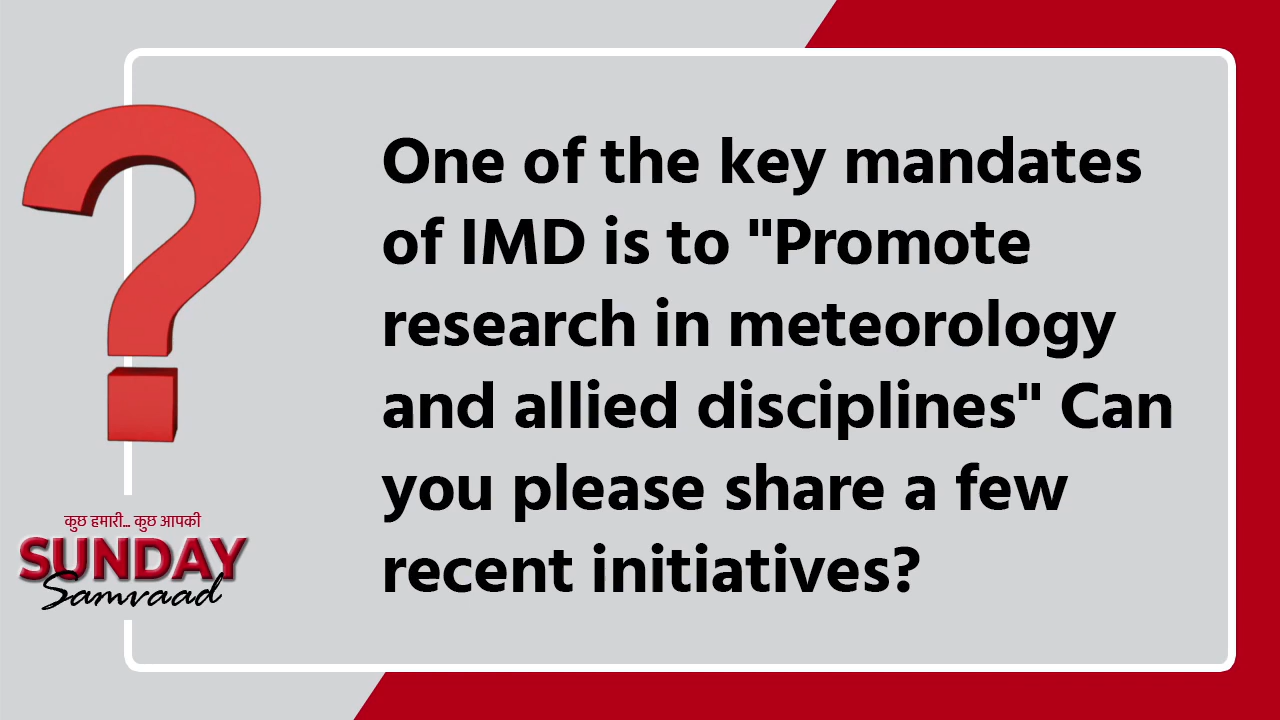 One of the key mandates
of IMD is to "Promote
research in meteorology
and allied disciplines" Can
you please share a few
recent initiatives?
कुछ हमारी... कुछ आपकी
SUNDAY
Samvaad